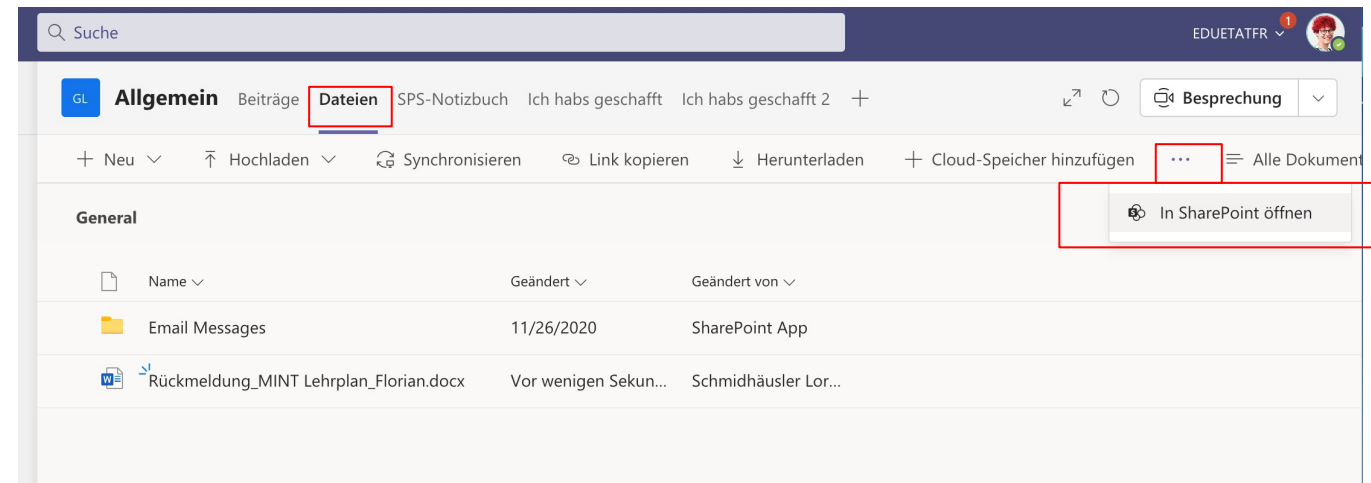 Suche
EDUETATFR 1
GL Allgemein Beiträge Dateien SPS-Notizbuch Ich habs geschafft Ich habs geschafft 2 Besprechung
Neu Hochladen Synchronisieren Link kopieren Herunterladen Cloud-Speicher hinzufügen ... Alle Dokument
In SharePoint öffnen
General
Name Geändert Geändert von
Email Messages 11/26/2020 SharePoint App
Rückmeldung_MINT Lehrplan_Florian.docx Vor wenigen Sekun... Schmidhäusler Lor...